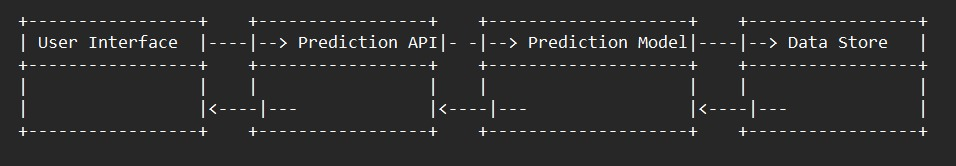 +-----------------+    +-----------------+    +--------------------+    +-----------------+
| User Interface  |----|--> Prediction API|- -|--> Prediction Model|----|--> Data Store   |
+-----------------+    +-----------------+    +--------------------+    +-----------------+
|                 |    |                 |    |                    |    |                 |
|                 |<----|---                |<----|---                   |<----|---              |
+-----------------+    +-----------------+    +--------------------+    +-----------------+